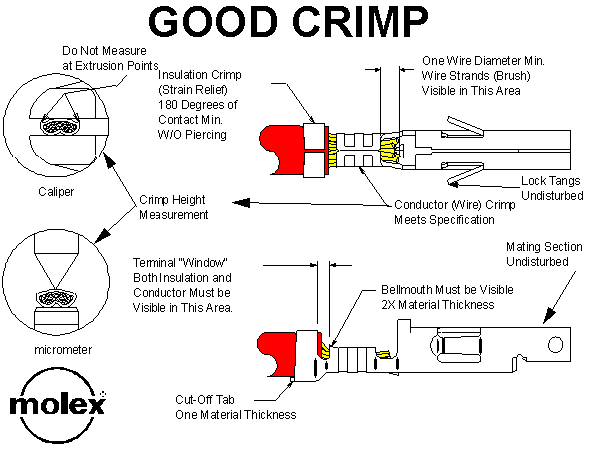 GOOD CRIMP
Do Not Measure
at Extrusion Points
Insulation Crimp
(Strain Relief)
180 Degrees of
Contact Min.
W/O Piercing
One Wire Diameter Min.
Wire Strands (Brush)
Visible in This Area
Caliper
Crimp Height
Measurement
Lock Tangs
Undisturbed
Conductor (Wire) Crimp
Meets Specification
Mating Section
Undisturbed
Terminal "Window"
Both Insulation and
Conductor Must be
Visible in This Area.
Bellmouth Must be Visible
2X Material Thickness
micrometer
Cut-Off Tab
One Material Thickness
molex®